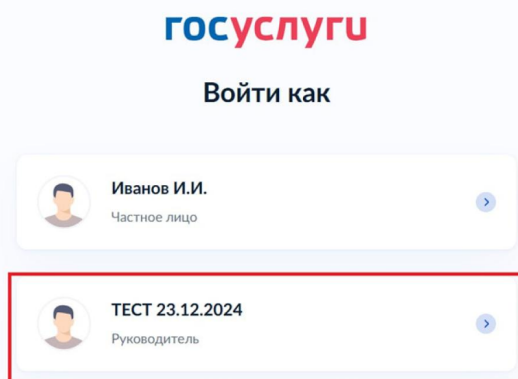 госуслуги
Войти как
Иванов И.И.
Частное лицо
ТЕСТ 23.12.2024
Руководитель